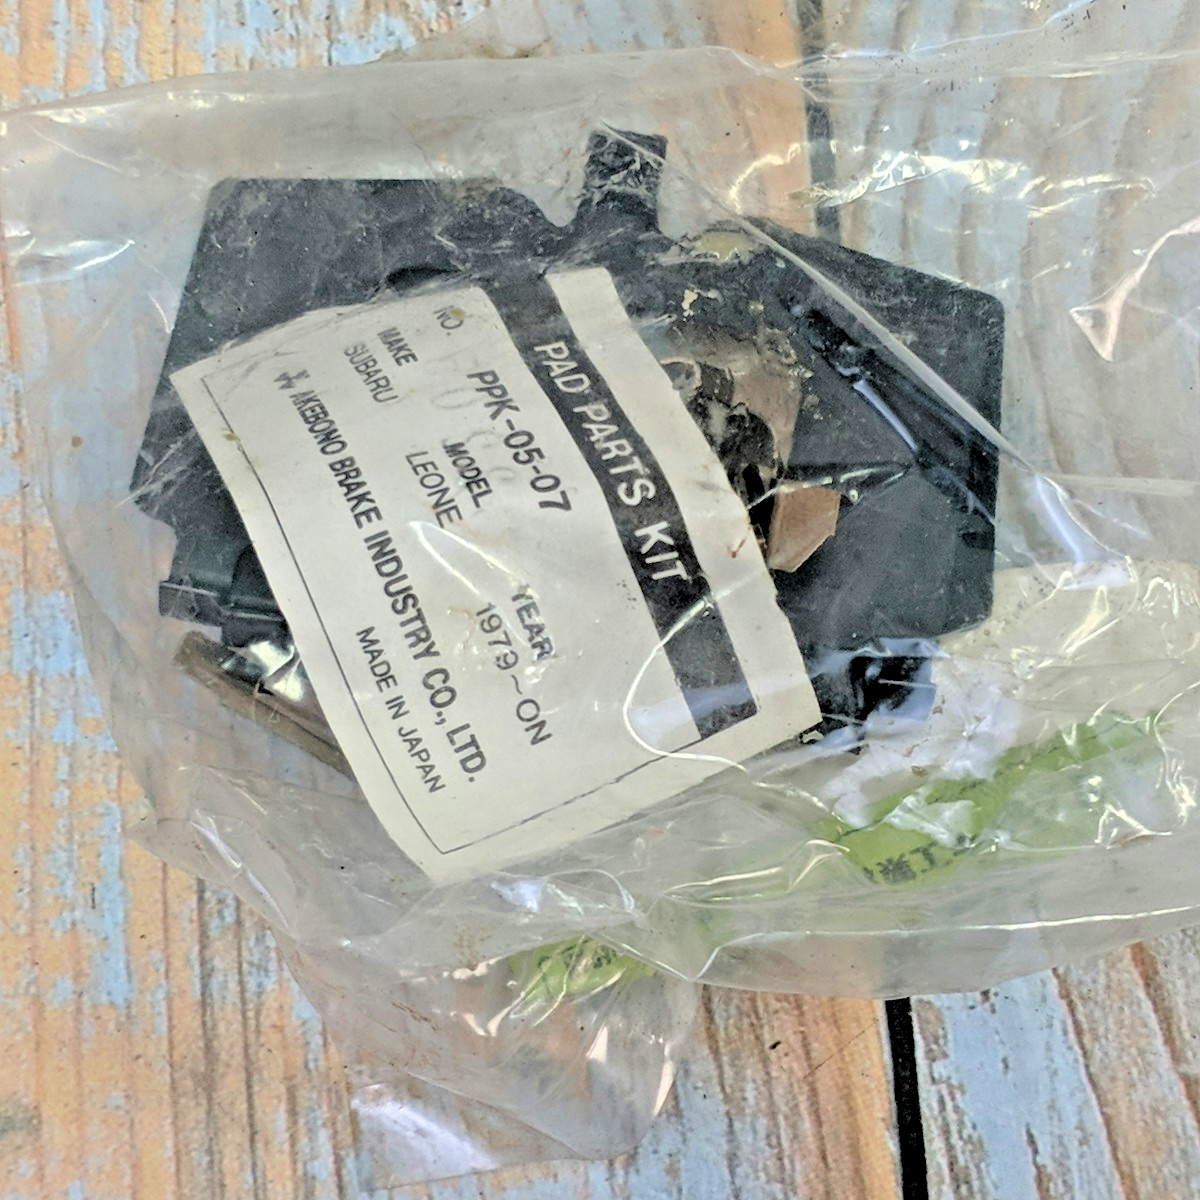 PAD PARTS KIT
NO. PPK-05-07
MAKE MODEL YEAR
SUBARU LEONE 1979~ON
AKEBONO BRAKE INDUSTRY CO., LTD.
MADE IN JAPAN